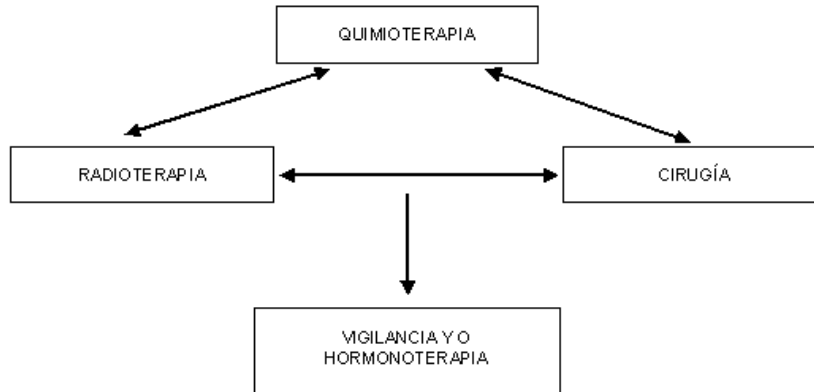 QUIMIOTERAPIA
RADIOTERAPIA
CIRUGÍA
VIGILANCIA Y O
HORMONOTERAPIA